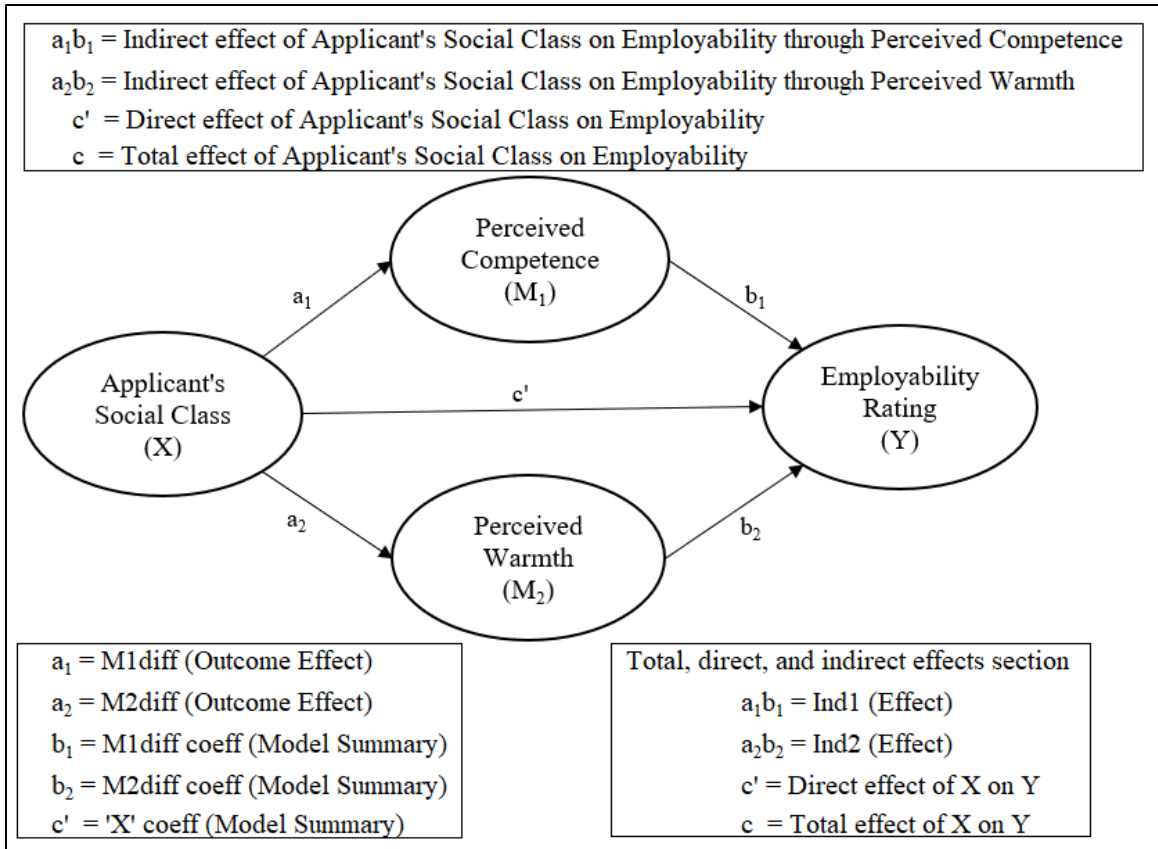 a₁b₁ = Indirect effect of Applicant's Social Class on Employability through Perceived Competence
a₂b₂ = Indirect effect of Applicant's Social Class on Employability through Perceived Warmth
c' = Direct effect of Applicant's Social Class on Employability
c = Total effect of Applicant's Social Class on Employability
Perceived
Competence
(M₁)
a₁
b₁
Applicant's
Social Class
(X)
c'
Employability
Rating
(Y)
a₂
b₂
Perceived
Warmth
(M₂)
a₁ = M1diff (Outcome Effect)
a₂ = M2diff (Outcome Effect)
b₁ = M1diff coeff (Model Summary)
b₂ = M2diff coeff (Model Summary)
c' = 'X' coeff (Model Summary)
Total, direct, and indirect effects section
a₁b₁ = Ind1 (Effect)
a₂b₂ = Ind2 (Effect)
c' = Direct effect of X on Y
c = Total effect of X on Y